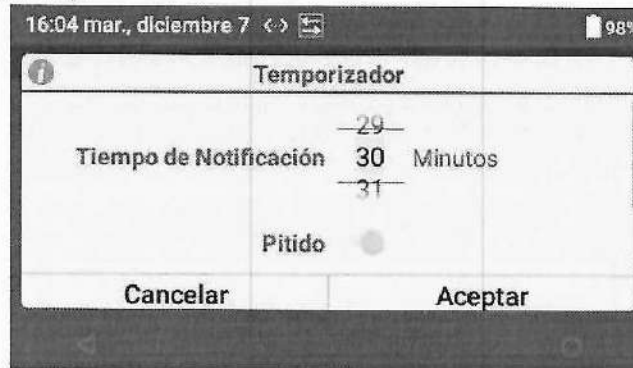 16:04 mar., diciembre 7 98%
Temporizador
29
Tiempo de Notificación 30 Minutos
31
Pitido
Cancelar Aceptar